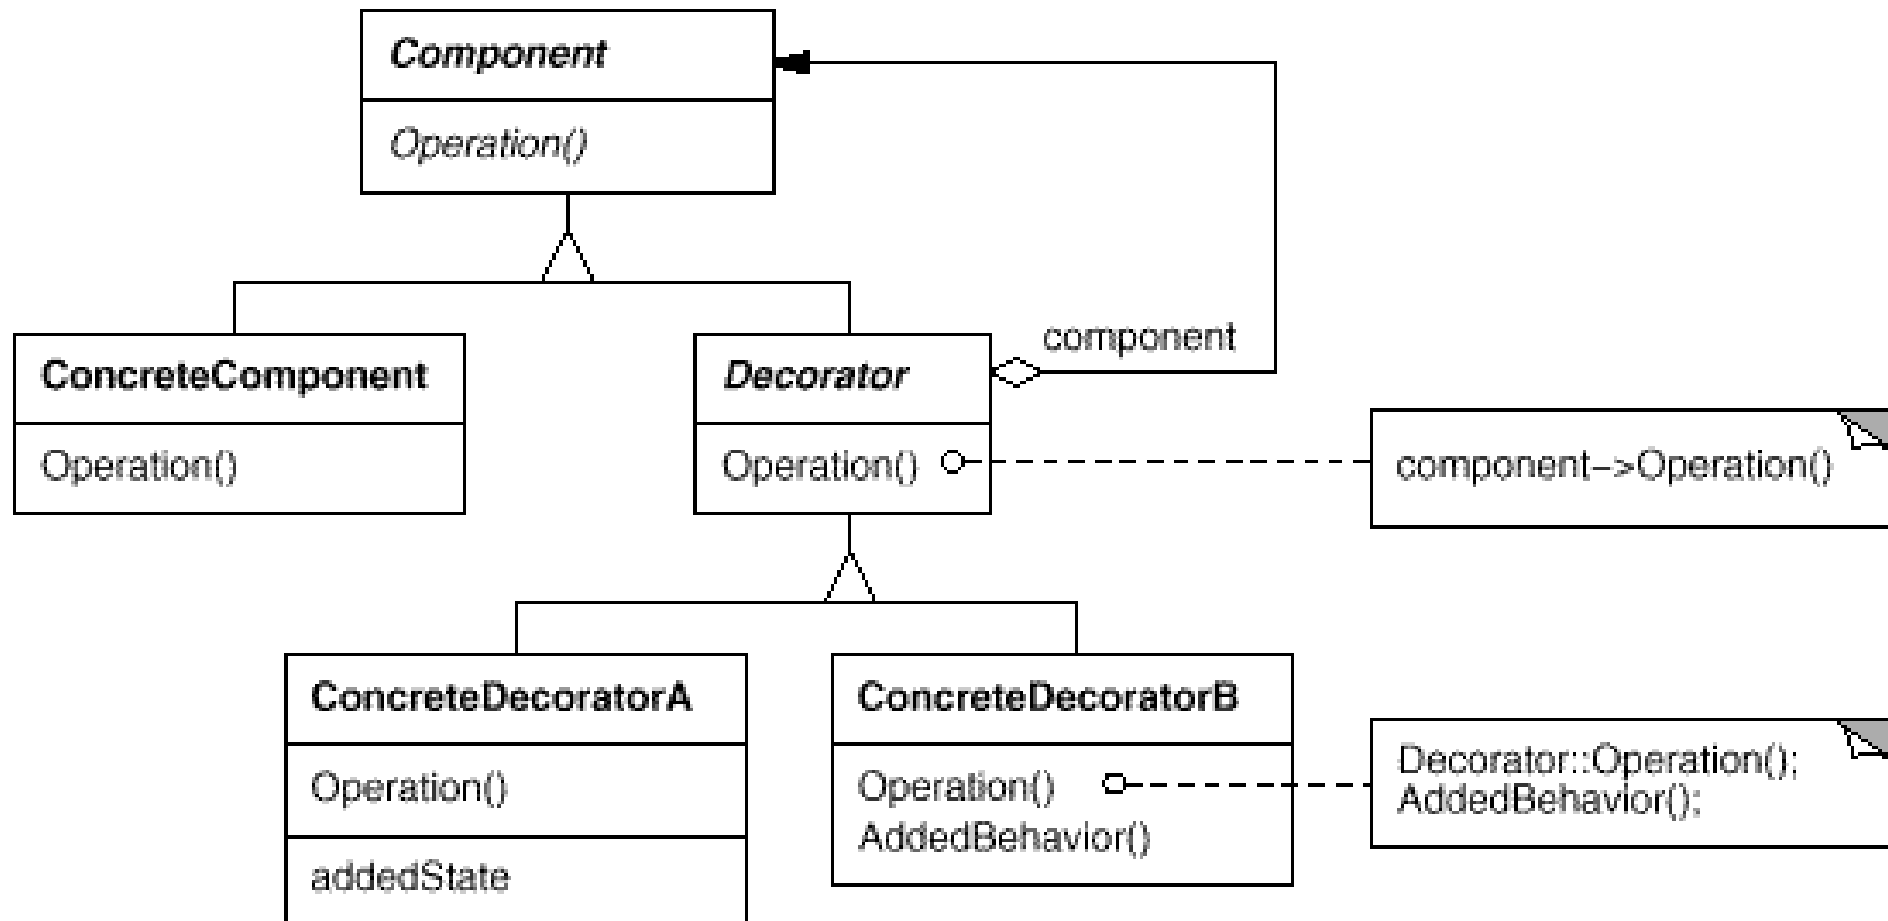 Component
Operation()
component
ConcreteComponent
Decorator
Operation()
Operation()
component–>Operation()
ConcreteDecoratorA
ConcreteDecoratorB
Operation()
Operation()
AddedBehavior()
Decorator::Operation();
AddedBehavior();
addedState